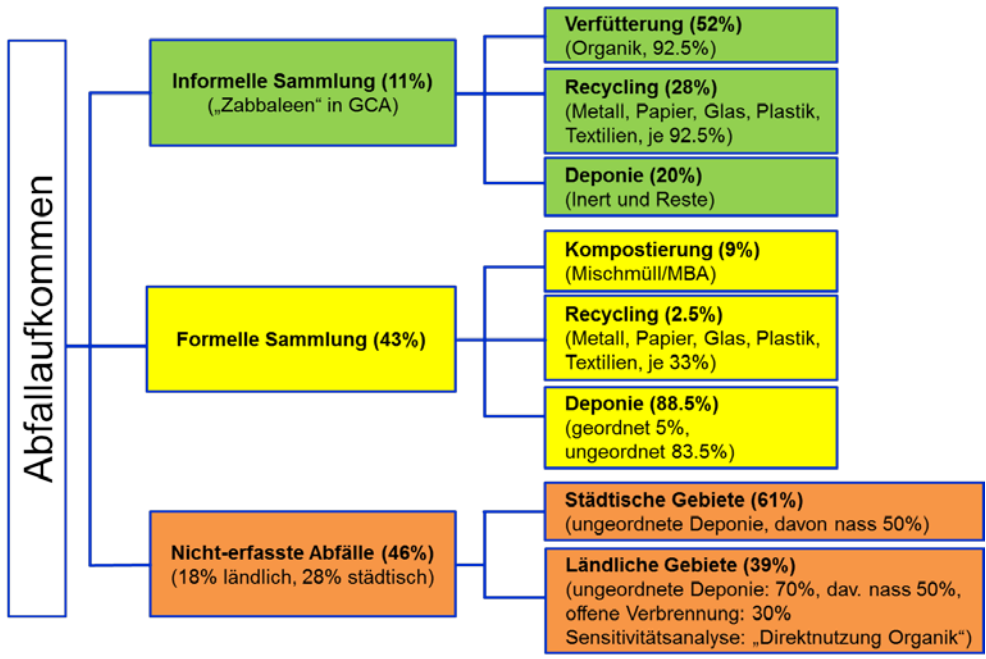 Abfallaufkommen
Informelle Sammlung (11%)
(„Zabbaleen“ in GCA)
Verfütterung (52%)
(Organik, 92.5%)
Recycling (28%)
(Metall, Papier, Glas, Plastik,
Textilien, je 92.5%)
Deponie (20%)
(Inert und Reste)
Formelle Sammlung (43%)
Kompostierung (9%)
(Mischmüll/MBA)
Recycling (2.5%)
(Metall, Papier, Glas, Plastik,
Textilien, je 33%)
Deponie (88.5%)
(geordnet 5%,
ungeordnet 83.5%)
Nicht-erfasste Abfälle (46%)
(18% ländlich, 28% städtisch)
Städtische Gebiete (61%)
(ungeordnete Deponie, davon nass 50%)
Ländliche Gebiete (39%)
(ungeordnete Deponie: 70%, dav. nass 50%,
offene Verbrennung: 30%
Sensitivitätsanalyse: „Direktnutzung Organik“)